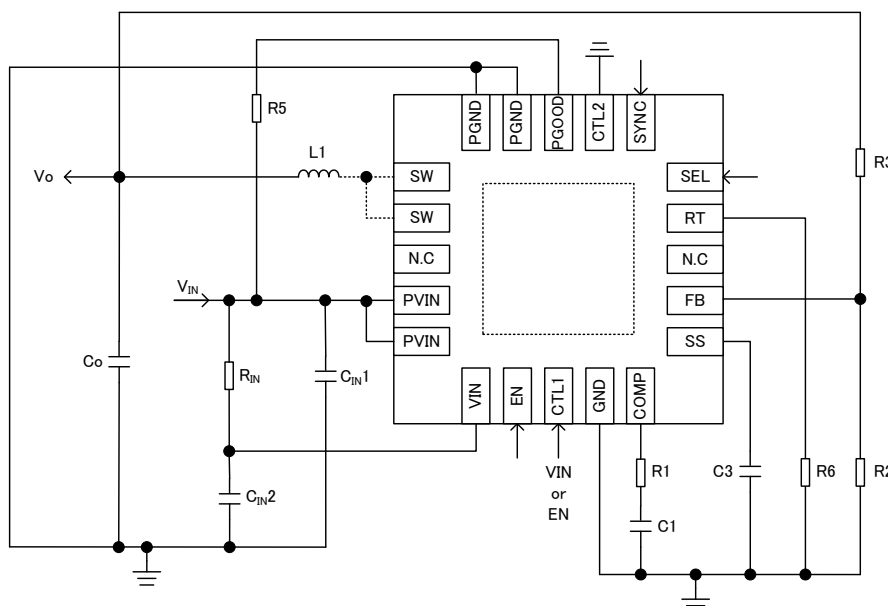 R5
PGND
PGND
PGOOD
CTL2
SYNC
L1
Vo
SW
SEL
R3
SW
RT
N.C
N.C
VIN
PVIN
FB
PVIN
SS
Co
RIN
CIN1
VIN
EN
CTL1
GND
COMP
CIN2
VIN
or
EN
R1
C1
C3
R6
R2